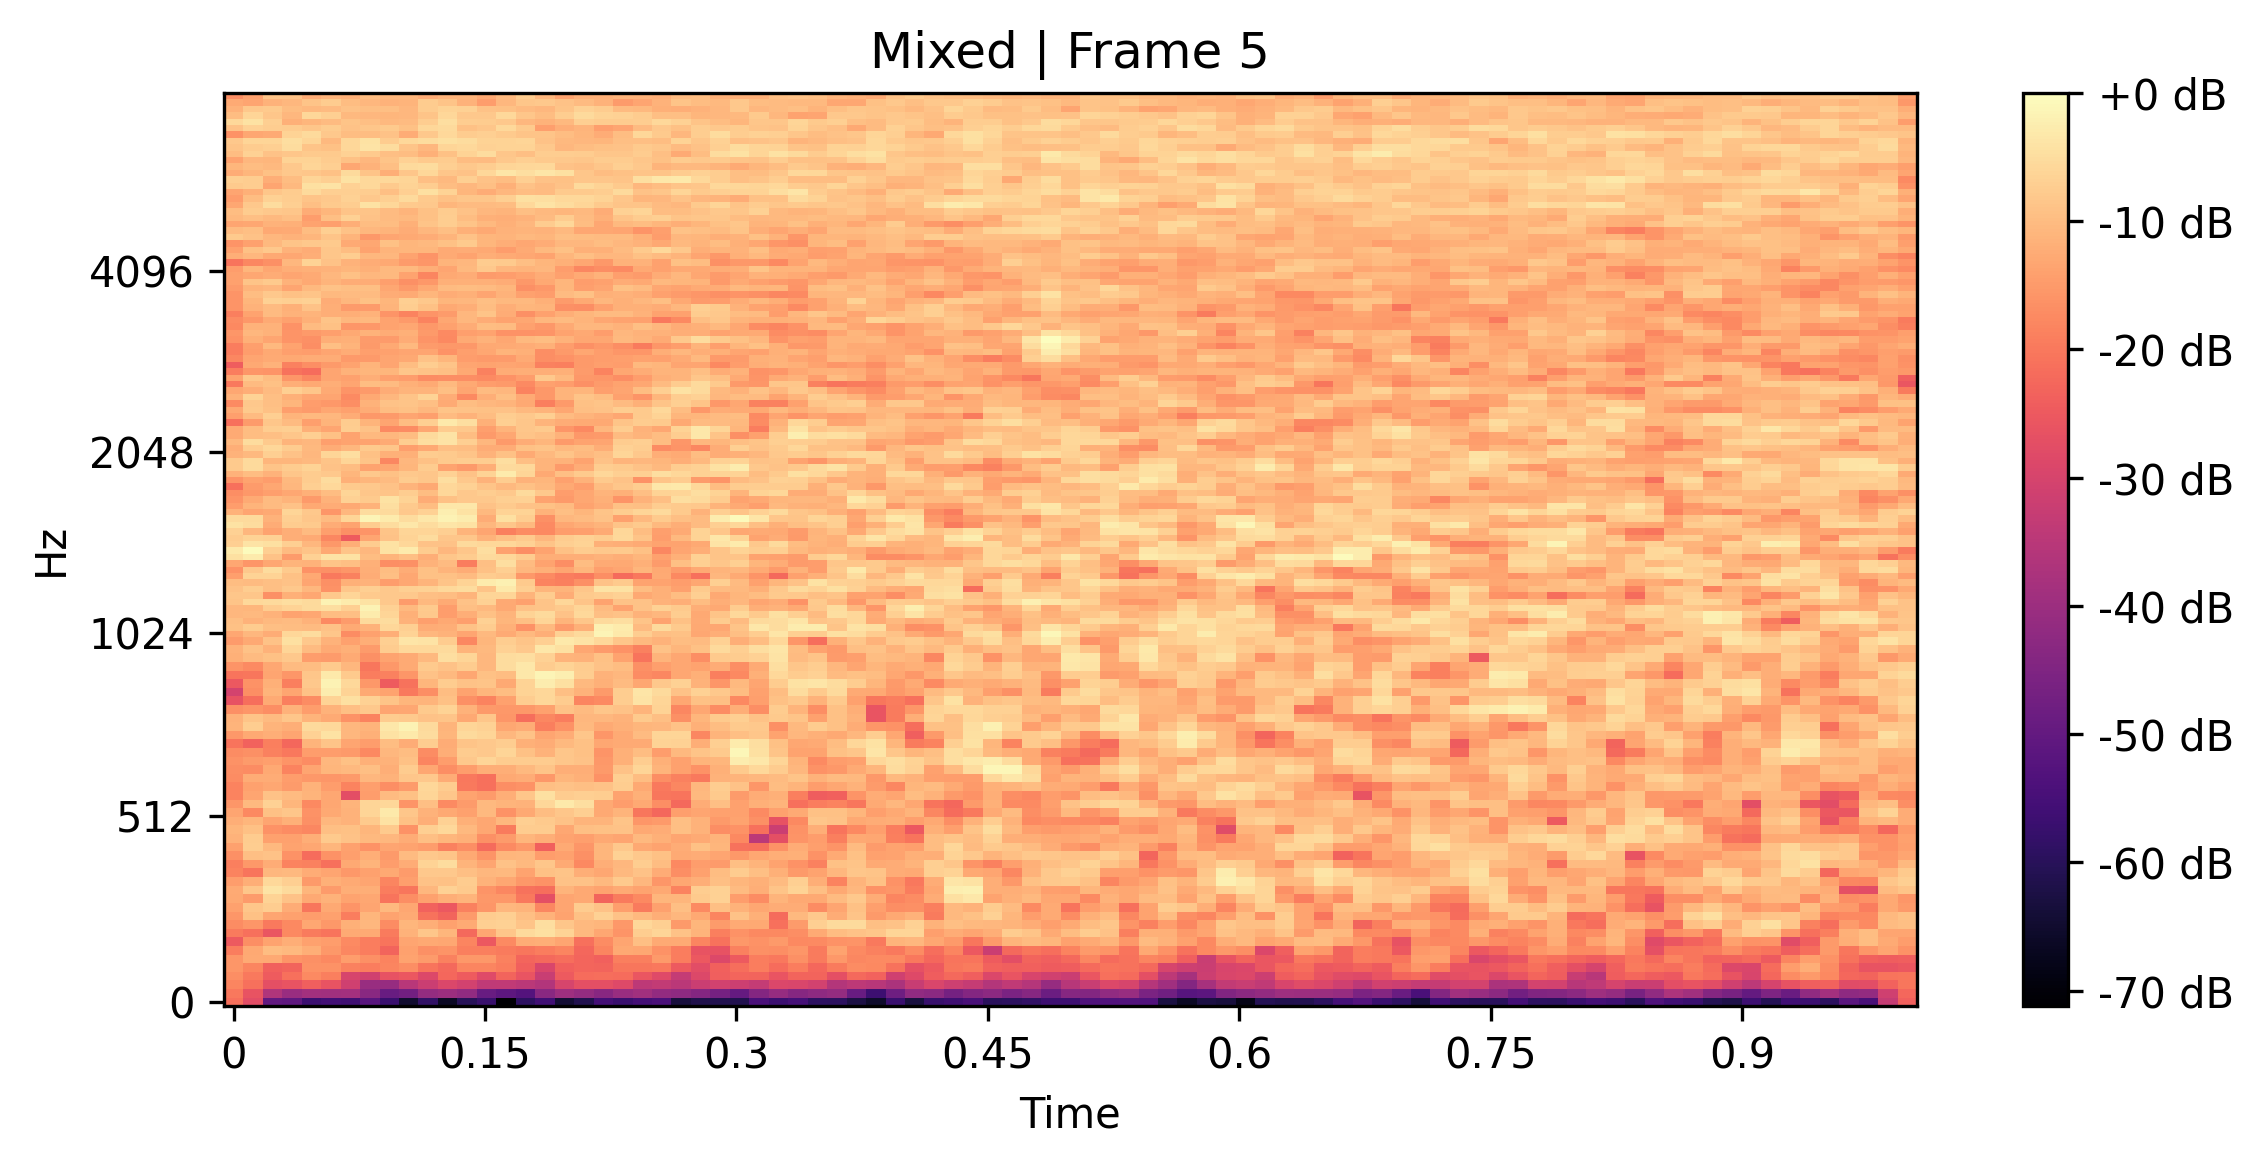 Mixed | Frame 5
+0 dB
-10 dB
-20 dB
-30 dB
-40 dB
-50 dB
-60 dB
-70 dB
Hz
4096
2048
1024
512
0
0 0.15 0.3 0.45 0.6 0.75 0.9
Time